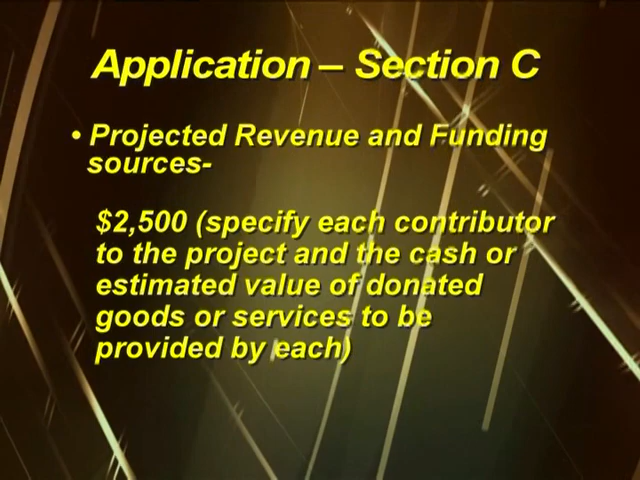 Application – Section C
• Projected Revenue and Funding
sources-
$2,500 (specify each contributor
to the project and the cash or
estimated value of donated
goods or services to be
provided by each)